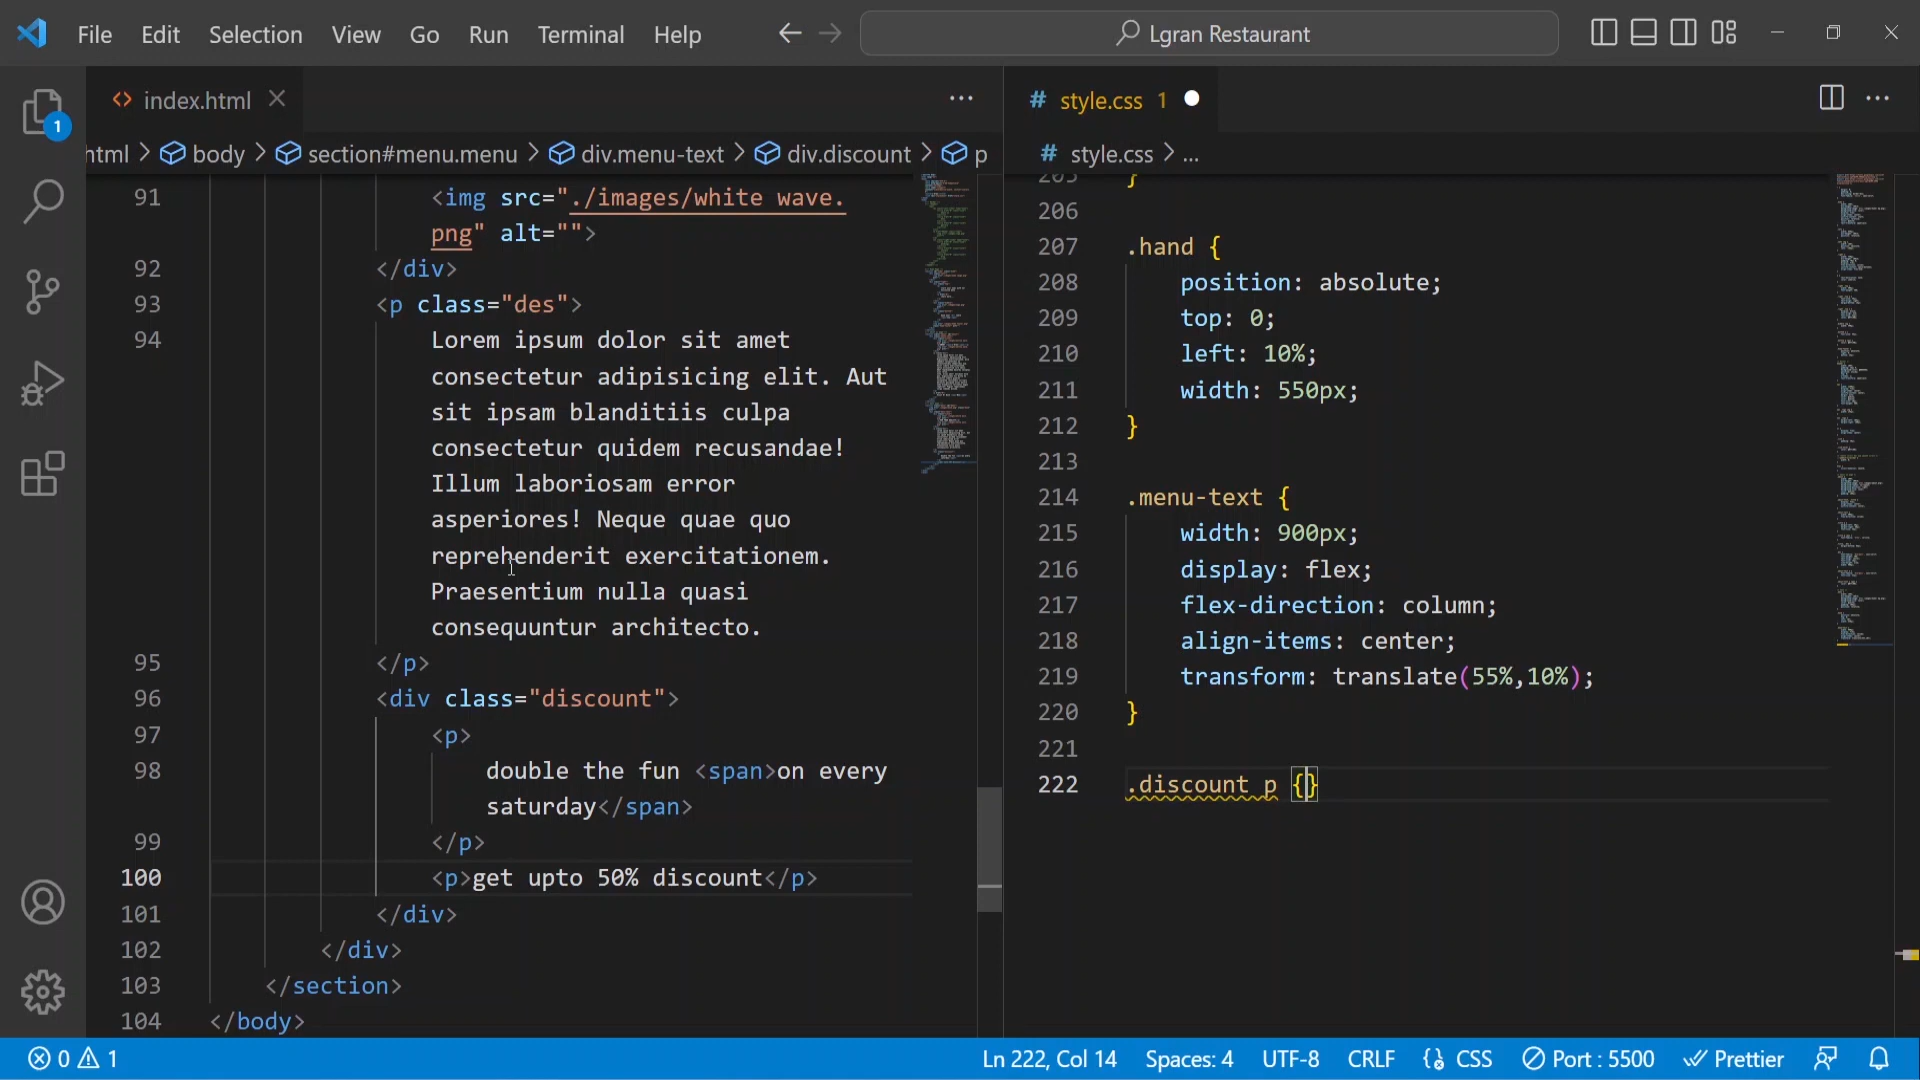 File Edit Selection View Go Run Terminal Help Lgran Restaurant
index.html
html > body > section#menu.menu > div.menu-text > div.discount > p
91 <img src="./images/white wave.
png" alt="">
92 </div>
93 <p class="des">
94 Lorem ipsum dolor sit amet
consectetur adipisicing elit. Aut
sit ipsam blanditiis culpa
consectetur quidem recusandae!
Illum laboriosam error
asperiores! Neque quae quo
reprehenderit exercitationem.
Praesentium nulla quasi
consequuntur architecto.
95 </p>
96 <div class="discount">
97 <p>
98 double the fun <span>on every
saturday</span>
99 </p>
100 <p>get upto 50% discount</p>
101 </div>
102 </div>
103 </section>
104 </body>
# style.css 1
# style.css > ...
205 }
206
207 .hand {
208 position: absolute;
209 top: 0;
210 left: 10%;
211 width: 550px;
212 }
213
214 .menu-text {
215 width: 900px;
216 display: flex;
217 flex-direction: column;
218 align-items: center;
219 transform: translate(55%,10%);
220 }
221
222 .discount p {}
1
0 1 Ln 222, Col 14 Spaces: 4 UTF-8 CRLF {} CSS Port : 5500 Prettier